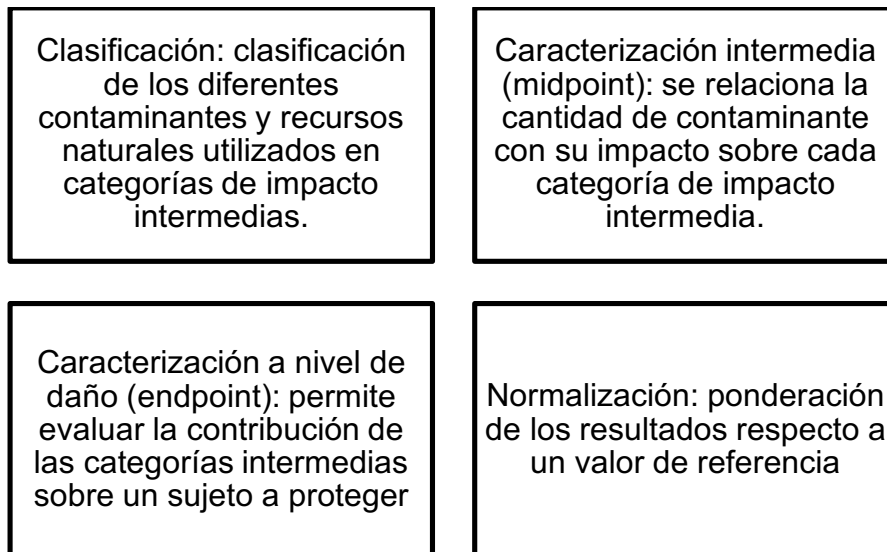 Clasificación: clasificación
de los diferentes
contaminantes y recursos
naturales utilizados en
categorías de impacto
intermedias.
Caracterización intermedia
(midpoint): se relaciona la
cantidad de contaminante
con su impacto sobre cada
categoría de impacto
intermedia.
Caracterización a nivel de
daño (endpoint): permite
evaluar la contribución de
las categorías intermedias
sobre un sujeto a proteger
Normalización: ponderación
de los resultados respecto a
un valor de referencia